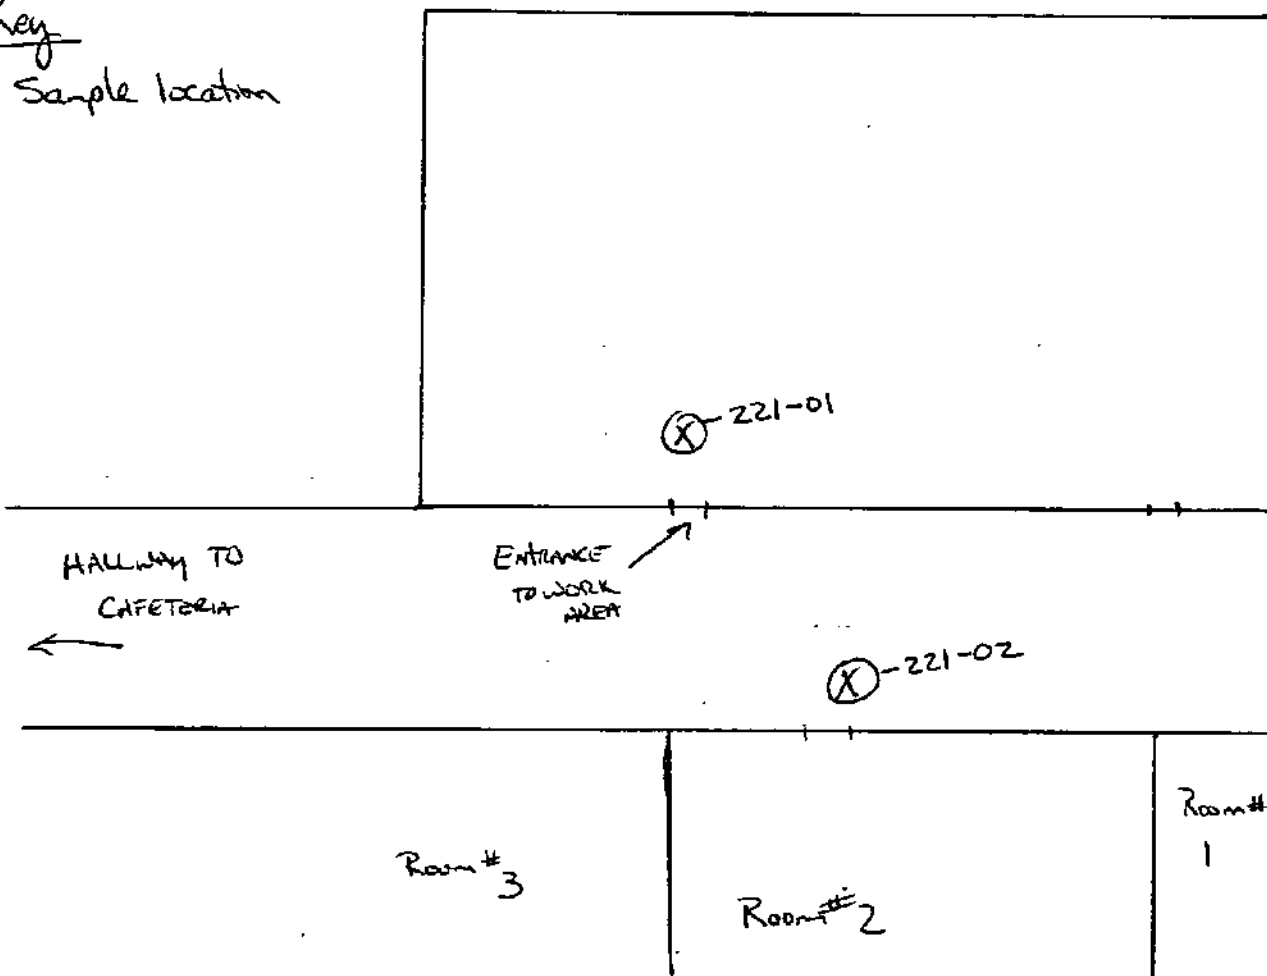 Key
Sample location
X -221-01
HALLWAY TO
CAFETERIA
ENTRANCE
TO WORK
AREA
X -221-02
Room #
1
Room # 3
Room # 2